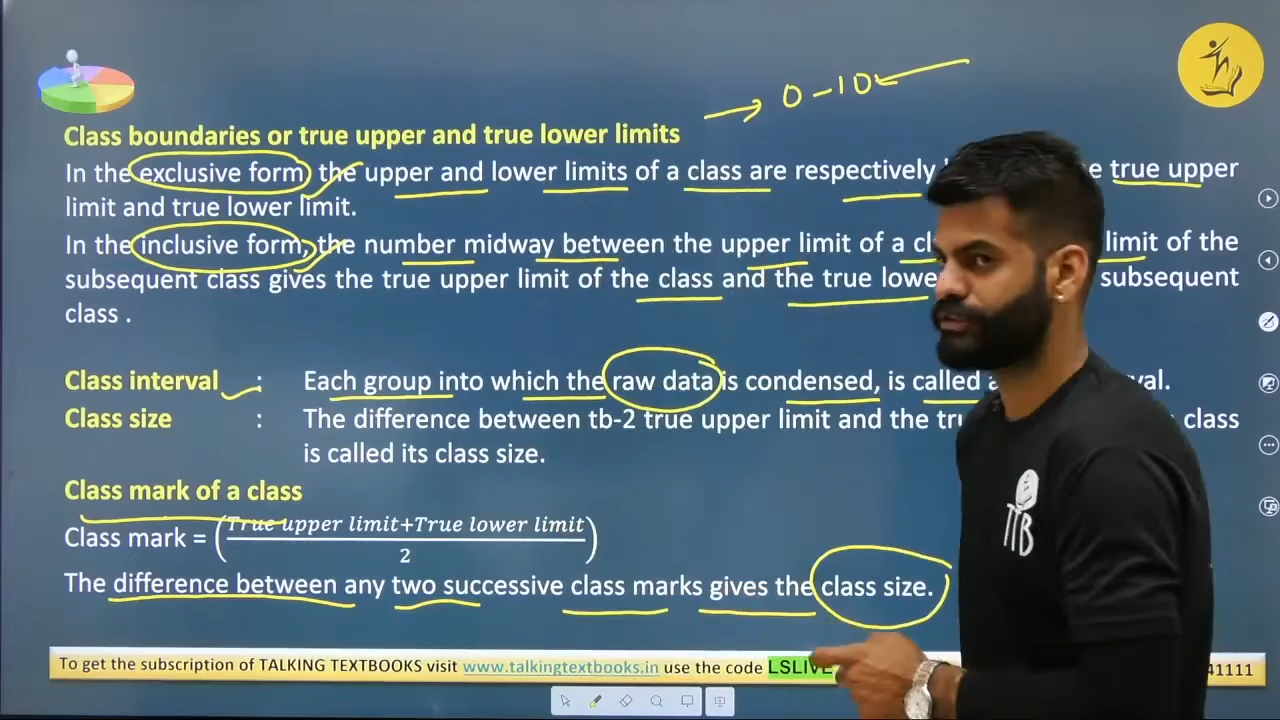 0-10
Class boundaries or true upper and true lower limits
In the exclusive form, the upper and lower limits of a class are respectively true upper
limit and true lower limit.
In the inclusive form, the number midway between the upper limit of a limit of the
subsequent class gives the true upper limit of the class and the true subsequent
class .
Class interval : Each group into which the raw data is condensed, is called
Class size : The difference between tb-2 true upper limit and the class
is called its class size.
Class mark of a class
Class mark = (True upper limit+True lower limit
2)
The difference between any two successive class marks gives the class size.
TTB
To get the subscription of TALKING TEXTBOOKS visit www.talkingtextbooks.in use the code LSLIVE 41111